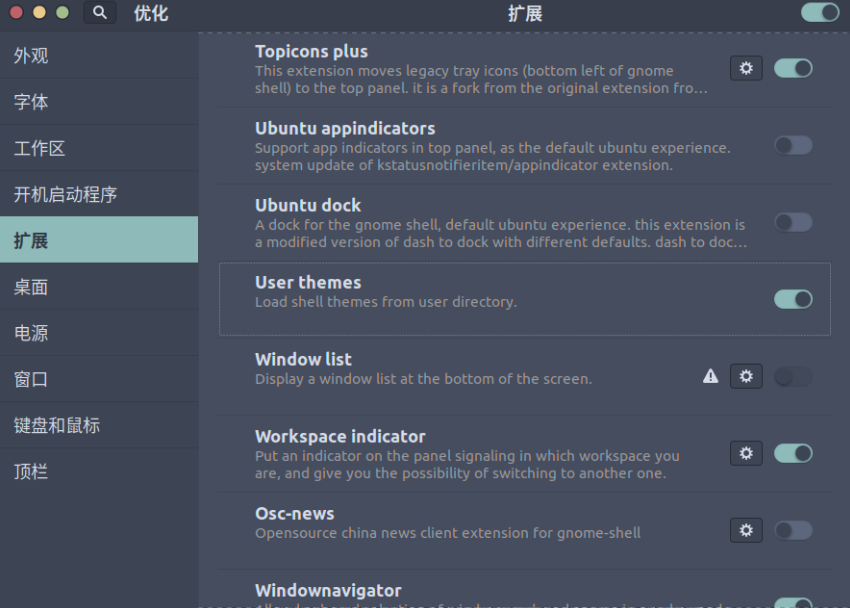 优化
扩展
外观
字体
工作区
开机启动程序
扩展
桌面
电源
窗口
键盘和鼠标
顶栏
Topicons plus
This extension moves legacy tray icons (bottom left of gnome
shell) to the top panel. it is a fork from the original extension fro...
Ubuntu appindicators
Support app indicators in top panel, as the default ubuntu experience.
system update of kstatusnotifieritem/appindicator extension.
Ubuntu dock
A dock for the gnome shell, default ubuntu experience. this extension is
a modified version of dash to dock with different defaults. dash to doc...
User themes
Load shell themes from user directory.
Window list
Display a window list at the bottom of the screen.
Workspace indicator
Put an indicator on the panel signaling in which workspace you
are, and give you the possibility of switching to another one.
Osc-news
Opensource china news client extension for gnome-shell
Windownavigator